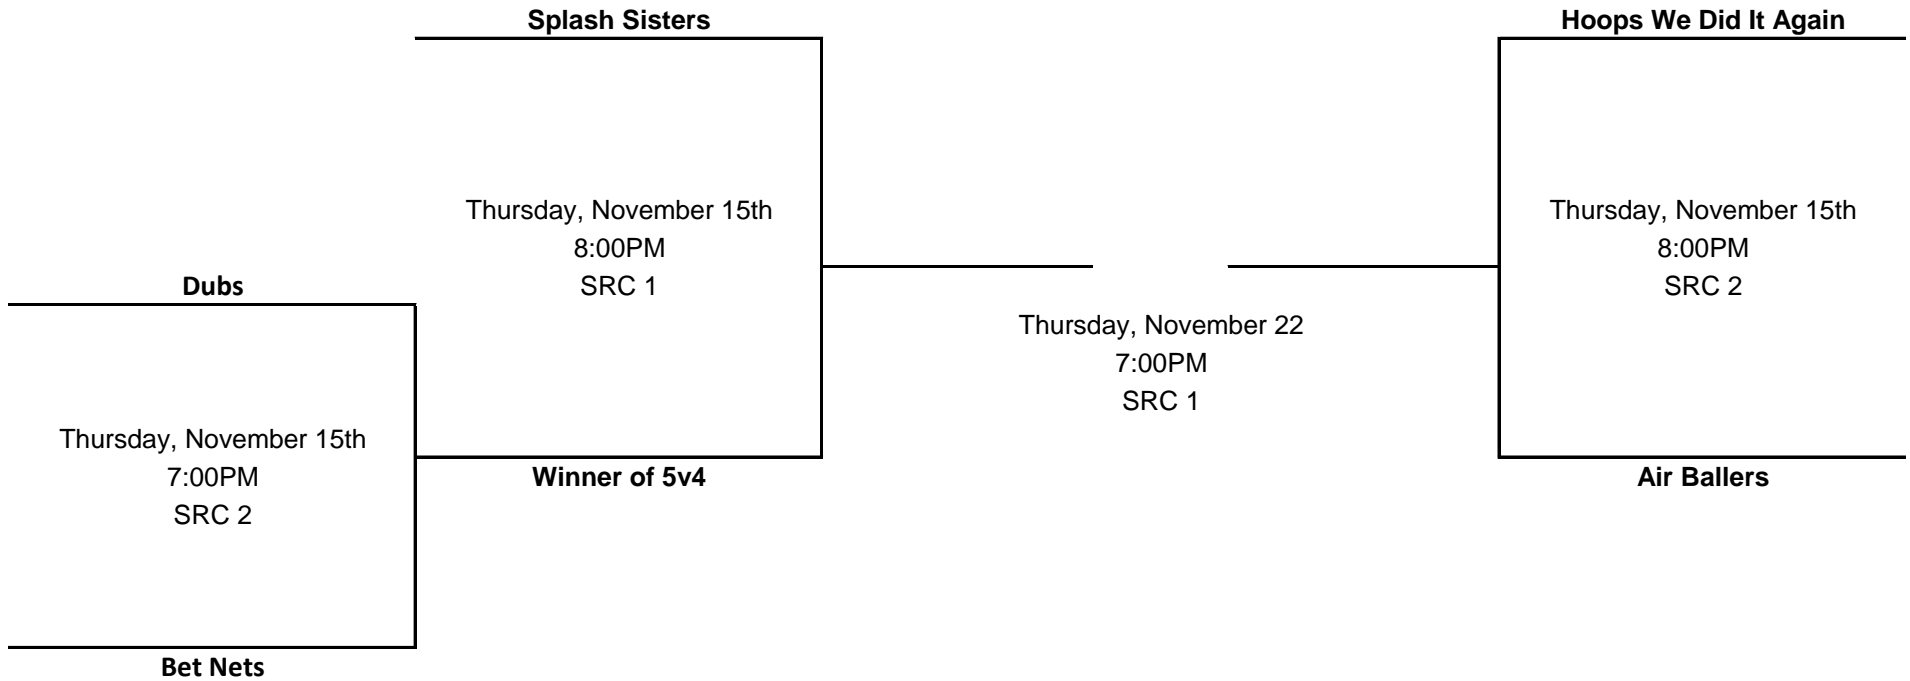 Splash Sisters
Hoops We Did It Again
Thursday, November 15th
8:00PM
SRC 1
Thursday, November 15th
8:00PM
SRC 2
Dubs
Thursday, November 22
7:00PM
SRC 1
Thursday, November 15th
7:00PM
SRC 2
Winner of 5v4
Air Ballers
Bet Nets